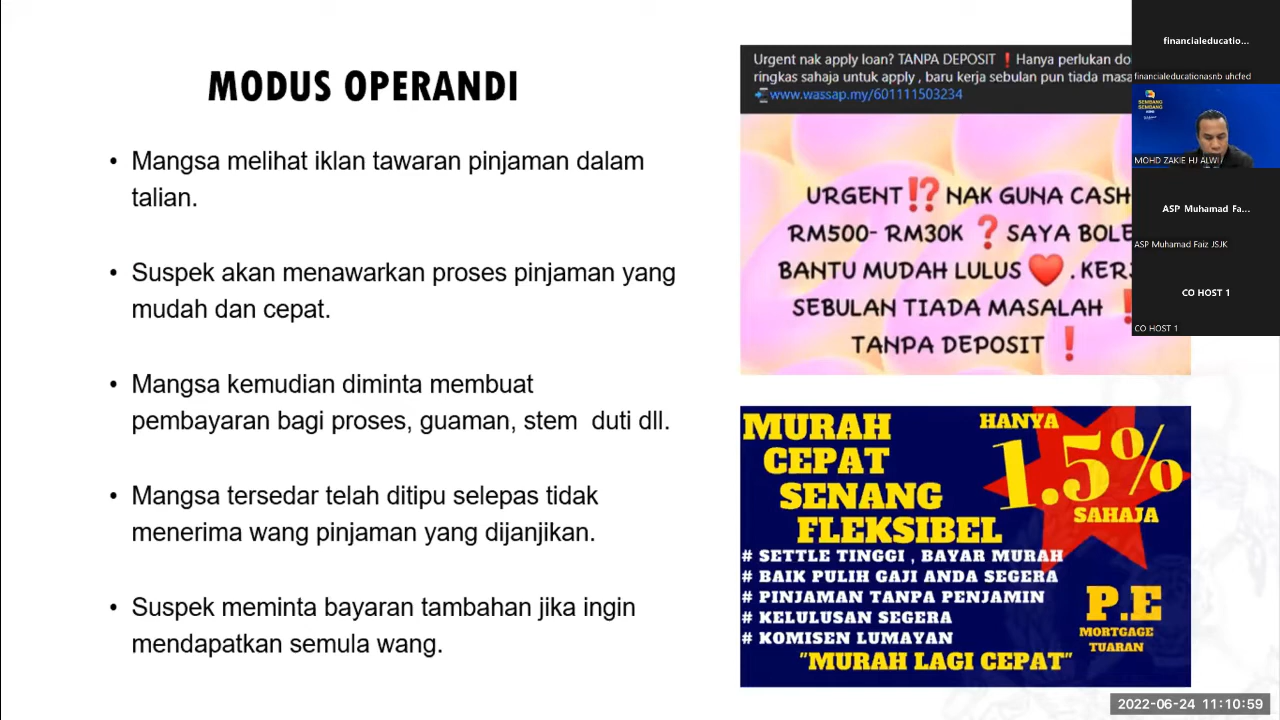 MODUS OPERANDI
• Mangsa melihat iklan tawaran pinjaman dalam
talian.
• Suspek akan menawarkan proses pinjaman yang
mudah dan cepat.
• Mangsa kemudian diminta membuat
pembayaran bagi proses, guaman, stem duti dll.
• Mangsa tersedar telah ditipu selepas tidak
menerima wang pinjaman yang dijanjikan.
• Suspek meminta bayaran tambahan jika ingin
mendapatkan semula wang.
Urgent nak apply loan? TANPA DEPOSIT ❗Hanya perlukan do
ringkas sahaja untuk apply , baru kerja sebulan pun tiada masa
📲www.wassap.my/601111503234
URGENT⁉️ NAK GUNA CASH
RM500- RM30K ❓ SAYA BOLE
BANTU MUDAH LULUS ❤️ . KER
SEBULAN TIADA MASALAH ❗
TANPA DEPOSIT ❗
MURAH
CEPAT
SENANG
FLEKSIBEL
HANYA
1.5%
SAHAJA
# SETTLE TINGGI , BAYAR MURAH
# BAIK PULIH GAJI ANDA SEGERA
# PINJAMAN TANPA PENJAMIN
# KELULUSAN SEGERA
# KOMISEN LUMAYAN
P.E
MORTGAGE
TUARAN
"MURAH LAGI CEPAT"
financialeducatio...
financialeducationasnb uhcfed
SEMBANG
SEMBANG
MOHD ZAKIE HJ ALWI
ASP Muhamad Fa...
ASP Muhamad Faiz JSJK
CO HOST 1
CO HOST 1
2022-06-24 11:10:59